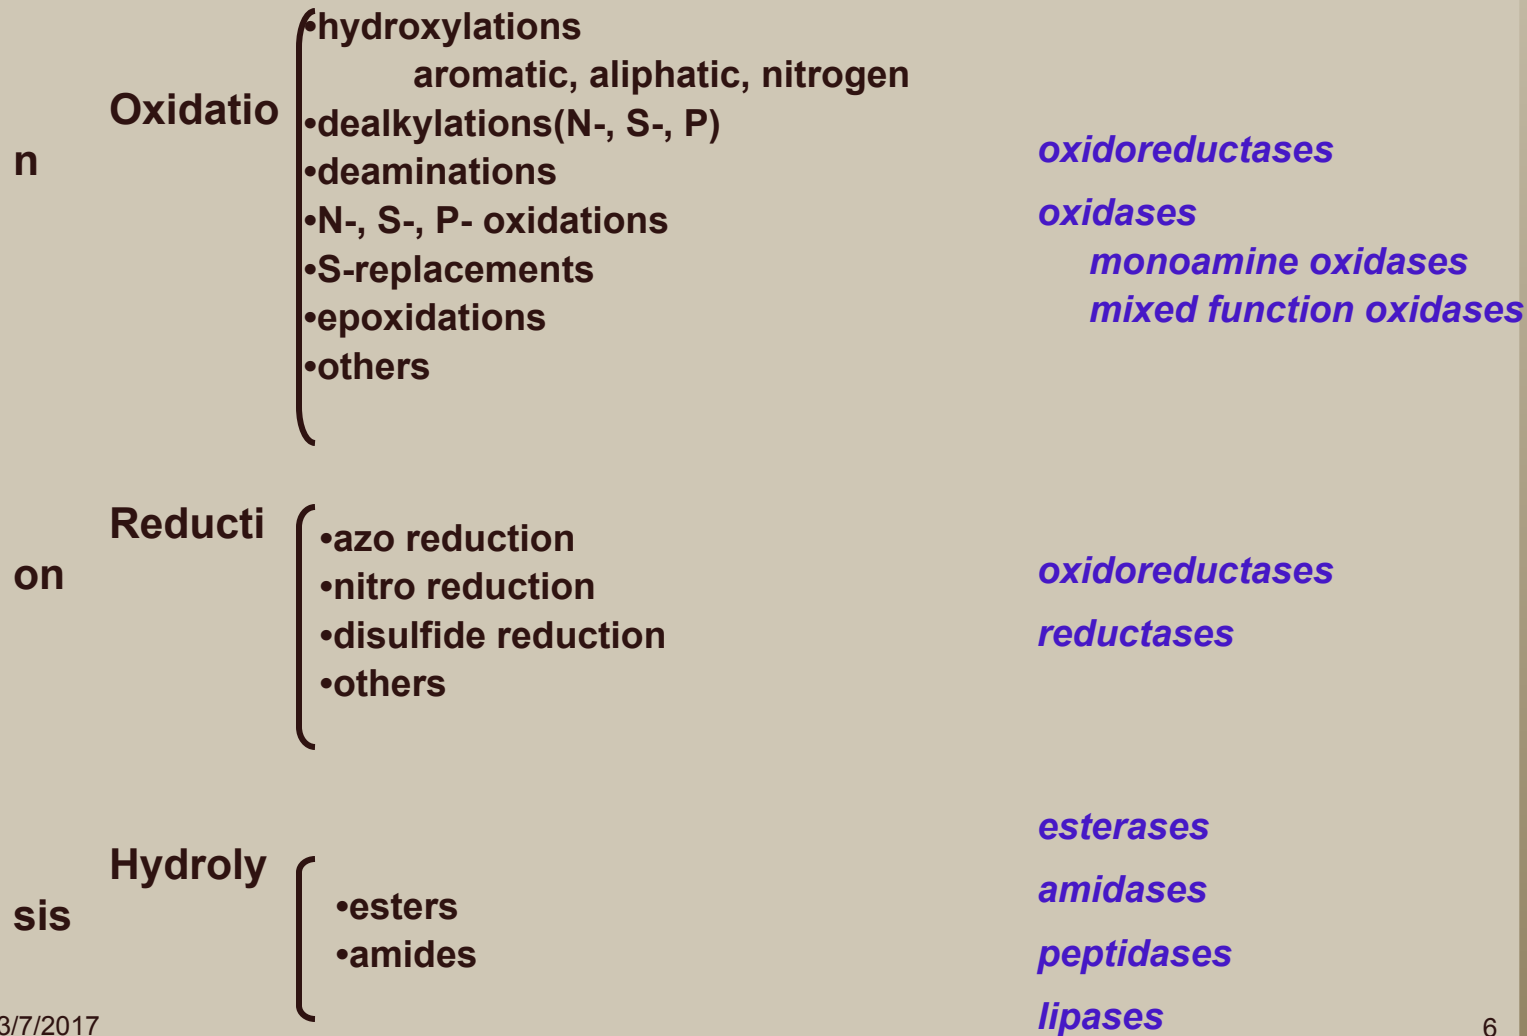 •hydroxylations
aromatic, aliphatic, nitrogen
Oxidatio
n
•dealkylations(N-, S-, P)
•deaminations
•N-, S-, P- oxidations
•S-replacements
•epoxidations
•others
oxidoreductases
oxidases
monoamine oxidases
mixed function oxidases
Reducti
on
•azo reduction
•nitro reduction
•disulfide reduction
•others
oxidoreductases
reductases
Hydroly
sis
•esters
•amides
esterases
amidases
peptidases
lipases
3/7/2017
6